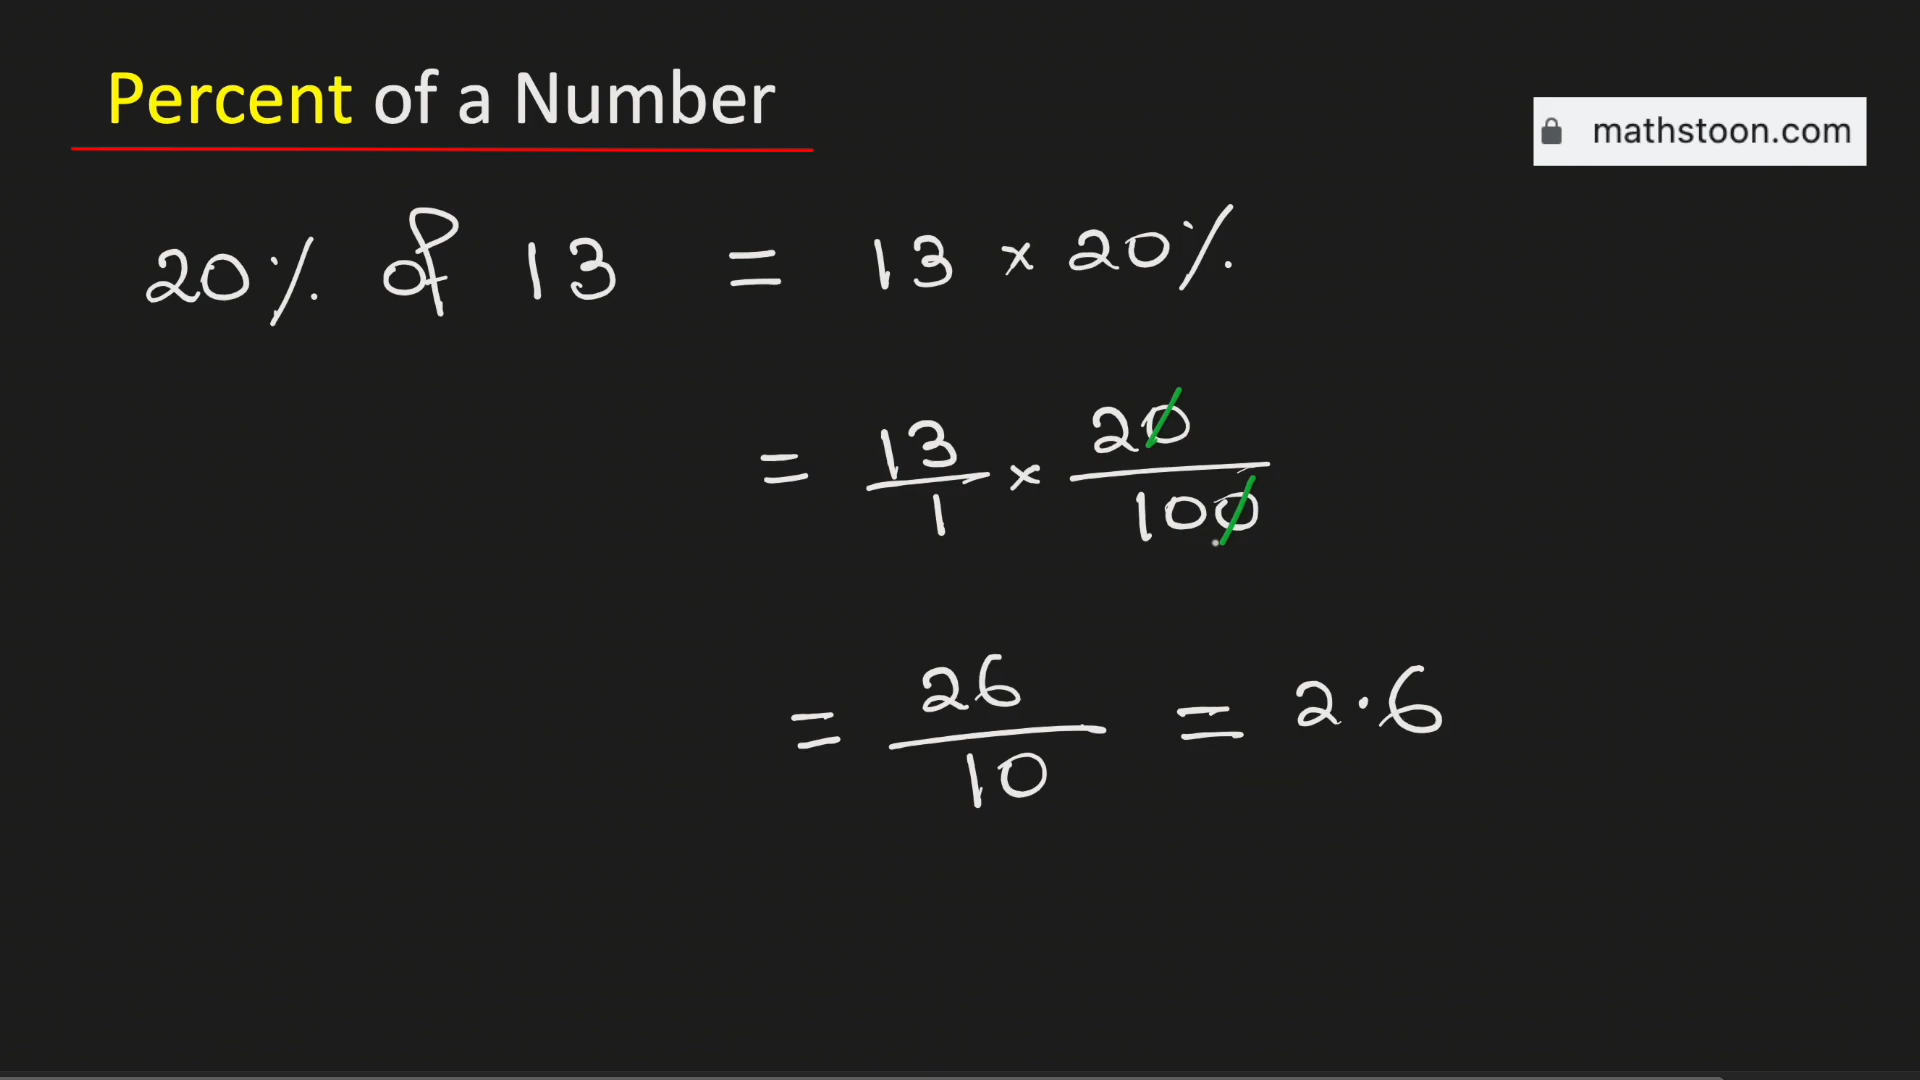 Percent of a Number
mathstoon.com
20% of 13 = 13 × 20%
= 13/1 × 20/100
= 26/10 = 2.6